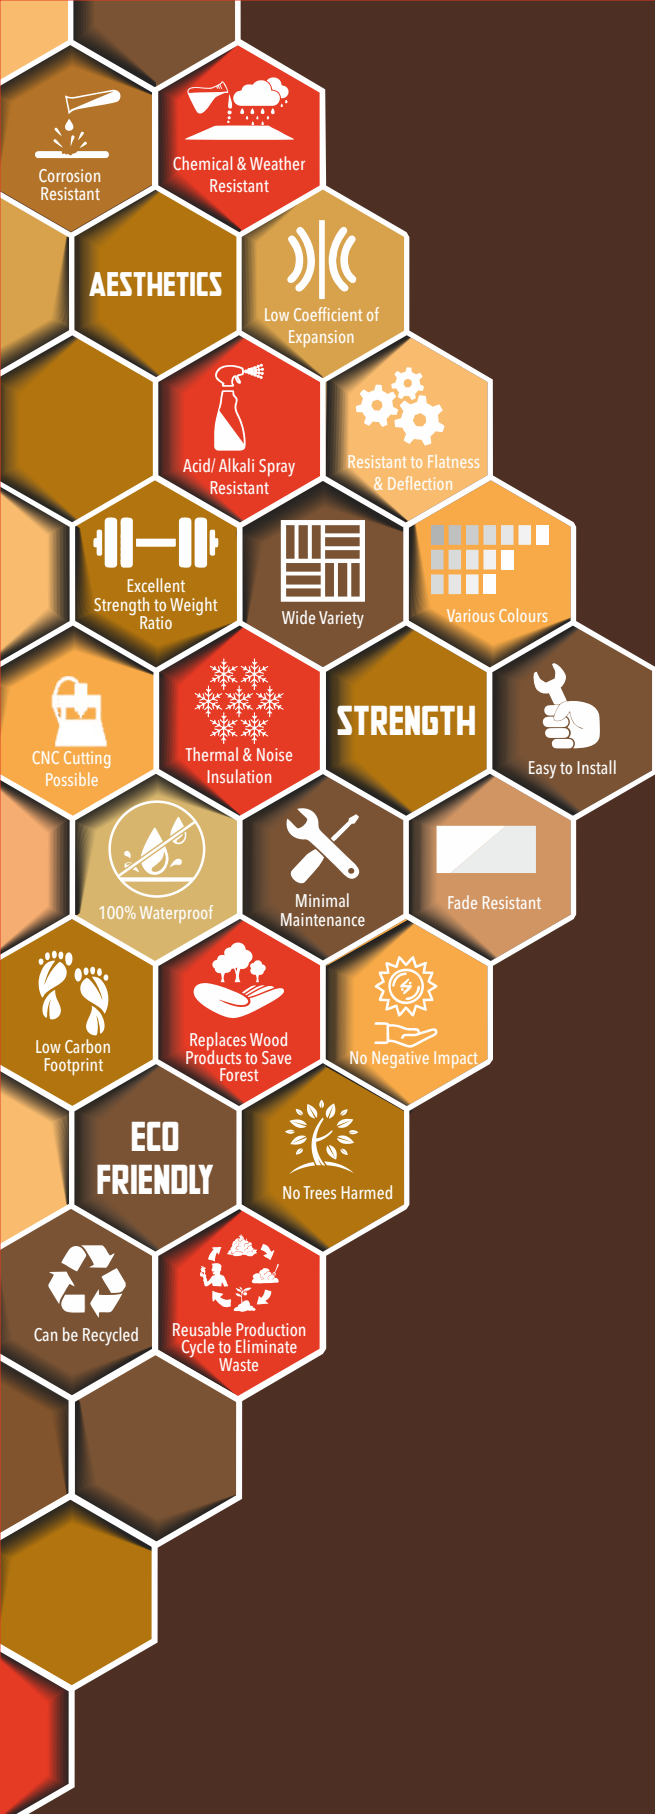 Corrosion
Resistant
Chemical & Weather
Resistant
AESTHETICS
Low Coefficient of
Expansion
Acid/ Alkali Spray
Resistant
Resistant to Flatness
& Deflection
Excellent
Strength to Weight
Ratio
Wide Variety
Various Colours
CNC Cutting
Possible
Thermal & Noise
Insulation
STRENGTH
Easy to Install
100% Waterproof
Minimal
Maintenance
Fade Resistant
Low Carbon
Footprint
Replaces Wood
Products to Save
Forest
No Negative Impact
ECO
FRIENDLY
No Trees Harmed
Can be Recycled
Reusable Production
Cycle to Eliminate
Waste